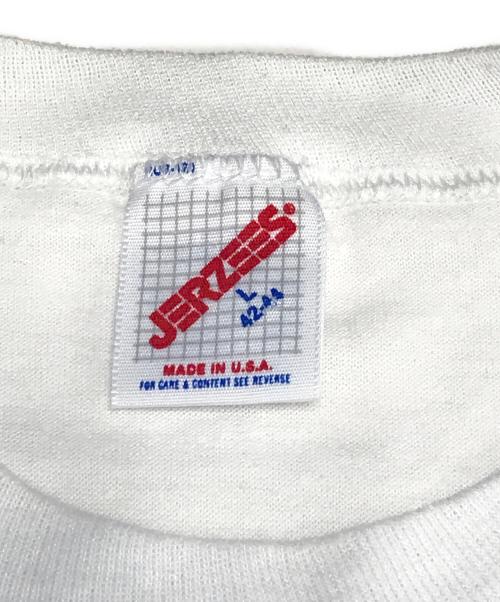 JERZEES®
L
42-44
MADE IN U.S.A.
FOR CARE & CONTENT SEE REVERSE